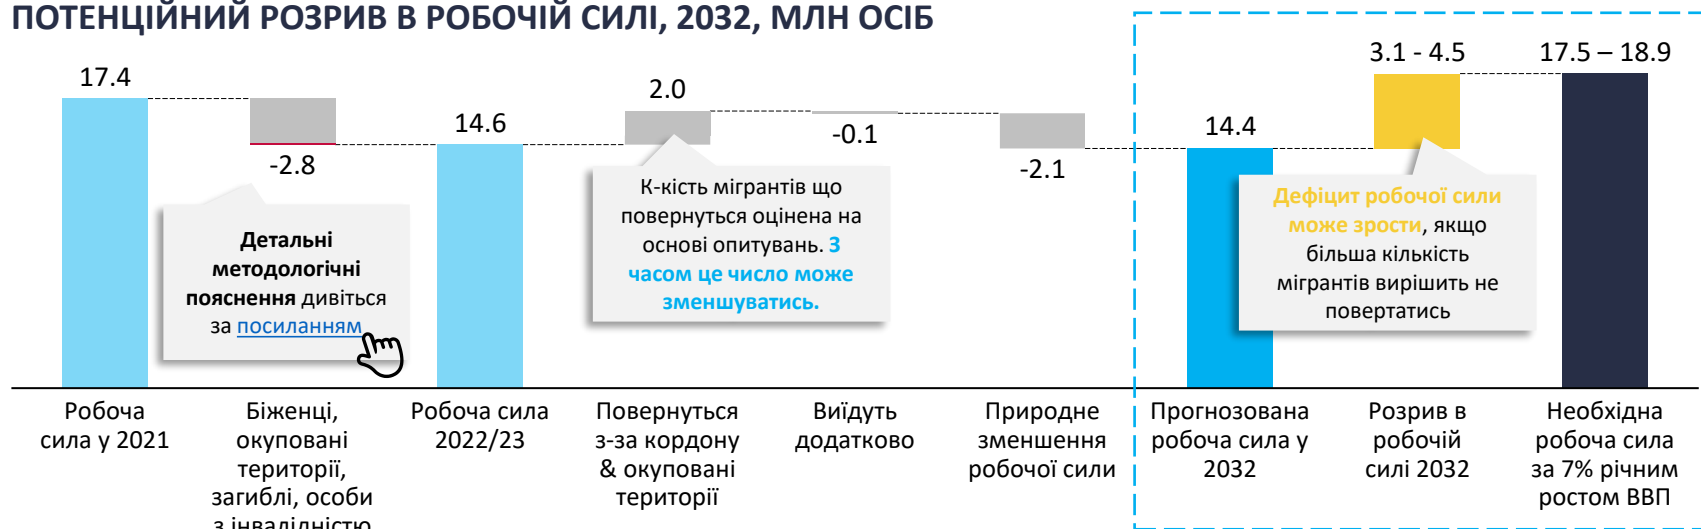 ПОТЕНЦІЙНИЙ РОЗРИВ В РОБОЧІЙ СИЛІ, 2032, МЛН ОСІБ
17.4
-2.8
14.6
2.0
-0.1
-2.1
14.4
3.1 - 4.5
17.5 – 18.9
Детальні
методологічні
пояснення дивіться
за посиланням
К-кість мігрантів що
повернуться оцінена на
основі опитувань. З
часом це число може
зменшуватись.
Дефіцит робочої сили
може зрости, якщо
більша кількість
мігрантів вирішить не
повертатись
Робоча
сила у 2021
Біженці,
окуповані
території,
загиблі, особи
з інвалідністю
Робоча сила
2022/23
Повернуться
з-за кордону
& окуповані
території
Виїдуть
додатково
Природне
зменшення
робочої сили
Прогнозована
робоча сила у
2032
Розрив в
робочій
силі 2032
Необхідна
робоча сила
за 7% річним
ростом ВВП